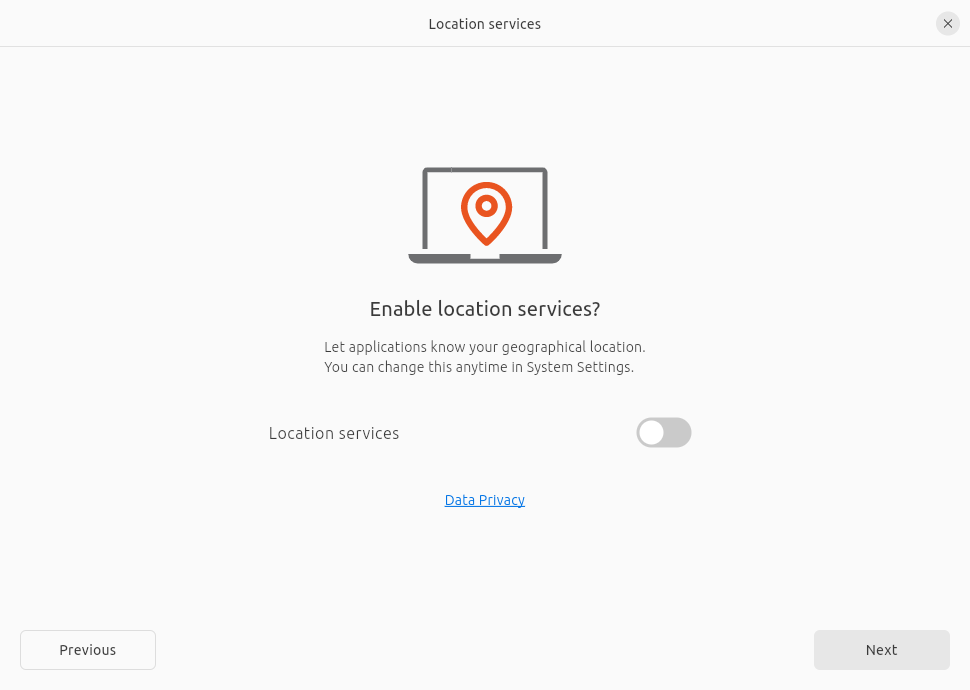 Location services
Enable location services?
Let applications know your geographical location.
You can change this anytime in System Settings.
Location services
Data Privacy
Previous
Next